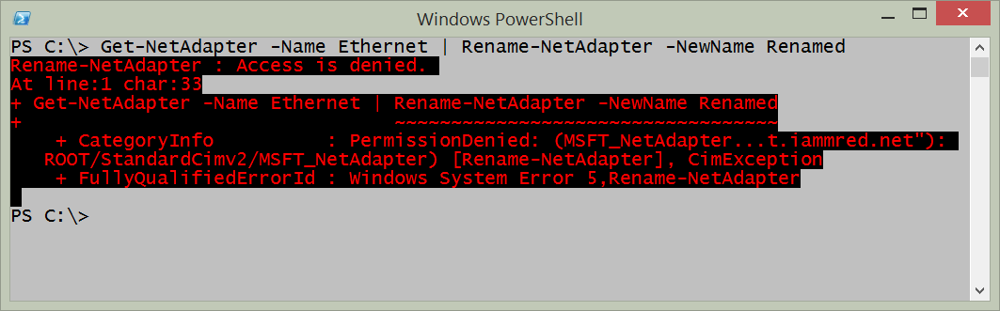 Windows PowerShell
PS C:\> Get-NetAdapter -Name Ethernet | Rename-NetAdapter -NewName Renamed
Rename-NetAdapter : Access is denied.
At line:1 char:33
+ Get-NetAdapter -Name Ethernet | Rename-NetAdapter -NewName Renamed
+                                 ~~~~~~~~~~~~~~~~~~~~~~~~~~~~~~~~~~
    + CategoryInfo          : PermissionDenied: (MSFT_NetAdapter...t.iammred.net"):
   ROOT/StandardCimv2/MSFT_NetAdapter) [Rename-NetAdapter], CimException
    + FullyQualifiedErrorId : Windows System Error 5,Rename-NetAdapter
PS C:\>